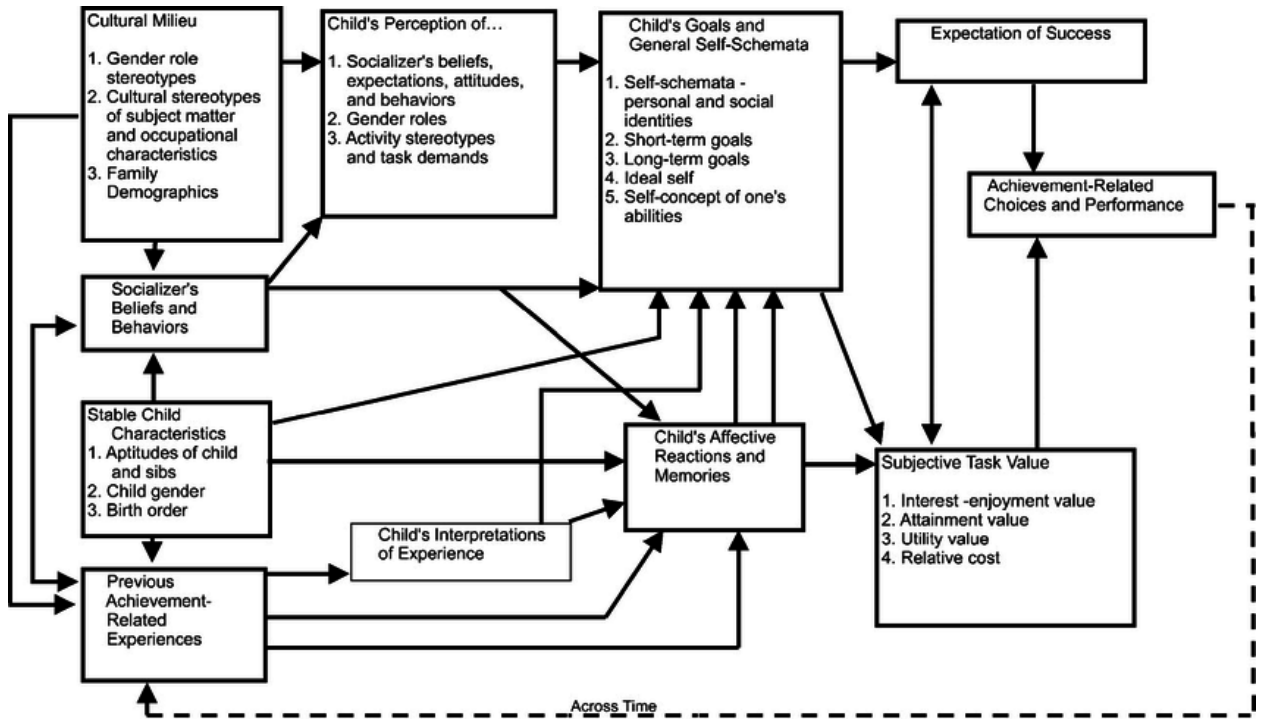 Cultural Milieu
1. Gender role
stereotypes
2. Cultural stereotypes
of subject matter
and occupational
characteristics
3. Family
Demographics
Child's Perception of...
1. Socializer's beliefs,
expectations, attitudes,
and behaviors
2. Gender roles
3. Activity stereotypes
and task demands
Child's Goals and
General Self-Schemata
1. Self-schemata -
personal and social
identities
2. Short-term goals
3. Long-term goals
4. Ideal self
5. Self-concept of one's
abilities
Expectation of Success
Achievement-Related
Choices and Performance
Socializer's
Beliefs and
Behaviors
Stable Child
Characteristics
1. Aptitudes of child
and sibs
2. Child gender
3. Birth order
Child's Affective
Reactions and
Memories
Subjective Task Value
1. Interest -enjoyment value
2. Attainment value
3. Utility value
4. Relative cost
Child's Interpretations
of Experience
Previous
Achievement-
Related
Experiences
Across Time